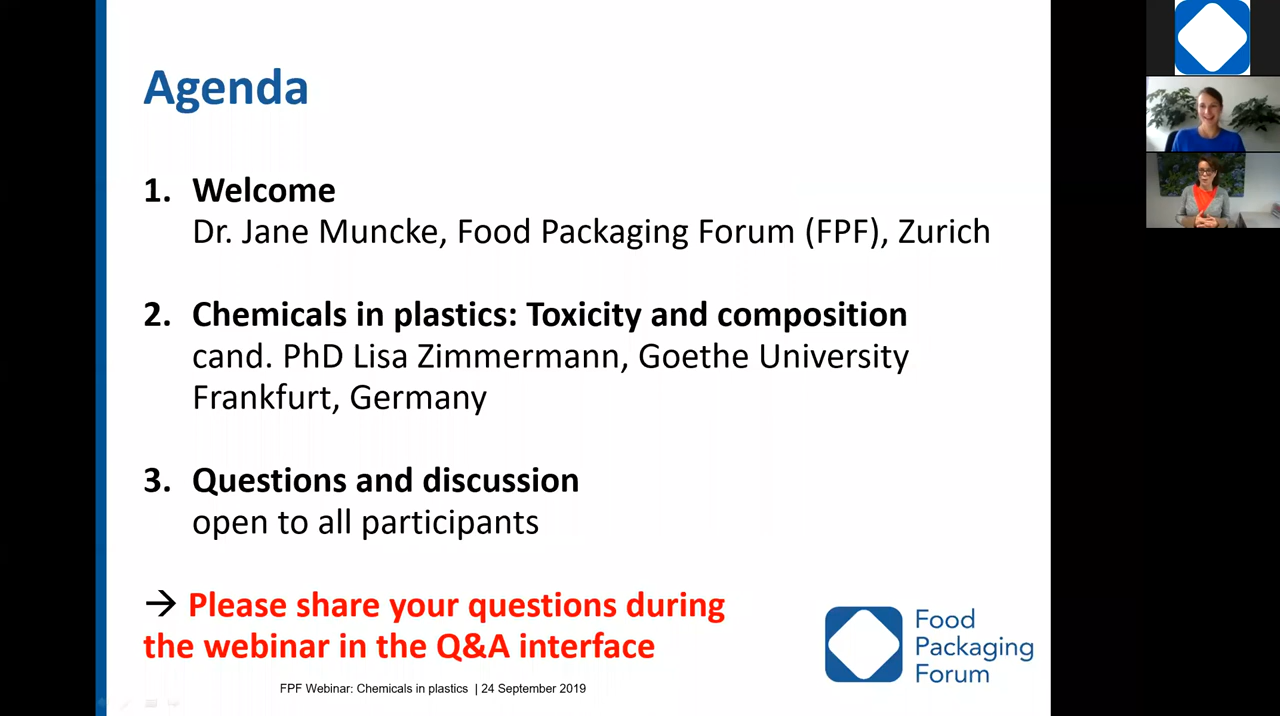 Agenda
1. Welcome
Dr. Jane Muncke, Food Packaging Forum (FPF), Zurich
2. Chemicals in plastics: Toxicity and composition
cand. PhD Lisa Zimmermann, Goethe University
Frankfurt, Germany
3. Questions and discussion
open to all participants
→ Please share your questions during
the webinar in the Q&A interface
Food
Packaging
Forum
FPF Webinar: Chemicals in plastics | 24 September 2019